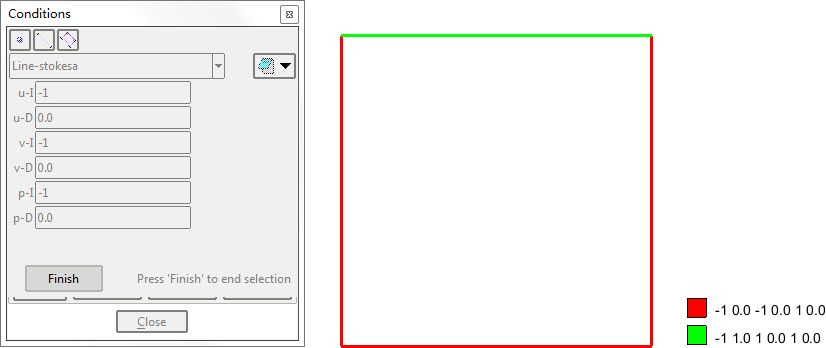 Conditions
Line-stokesa
u-I -1
u-D 0.0
v-I -1
v-D 0.0
p-I -1
p-D 0.0
Finish Press 'Finish' to end selection
Close
-1 0.0 -1 0.0 1 0.0
-1 1.0 1 0.0 1 0.0